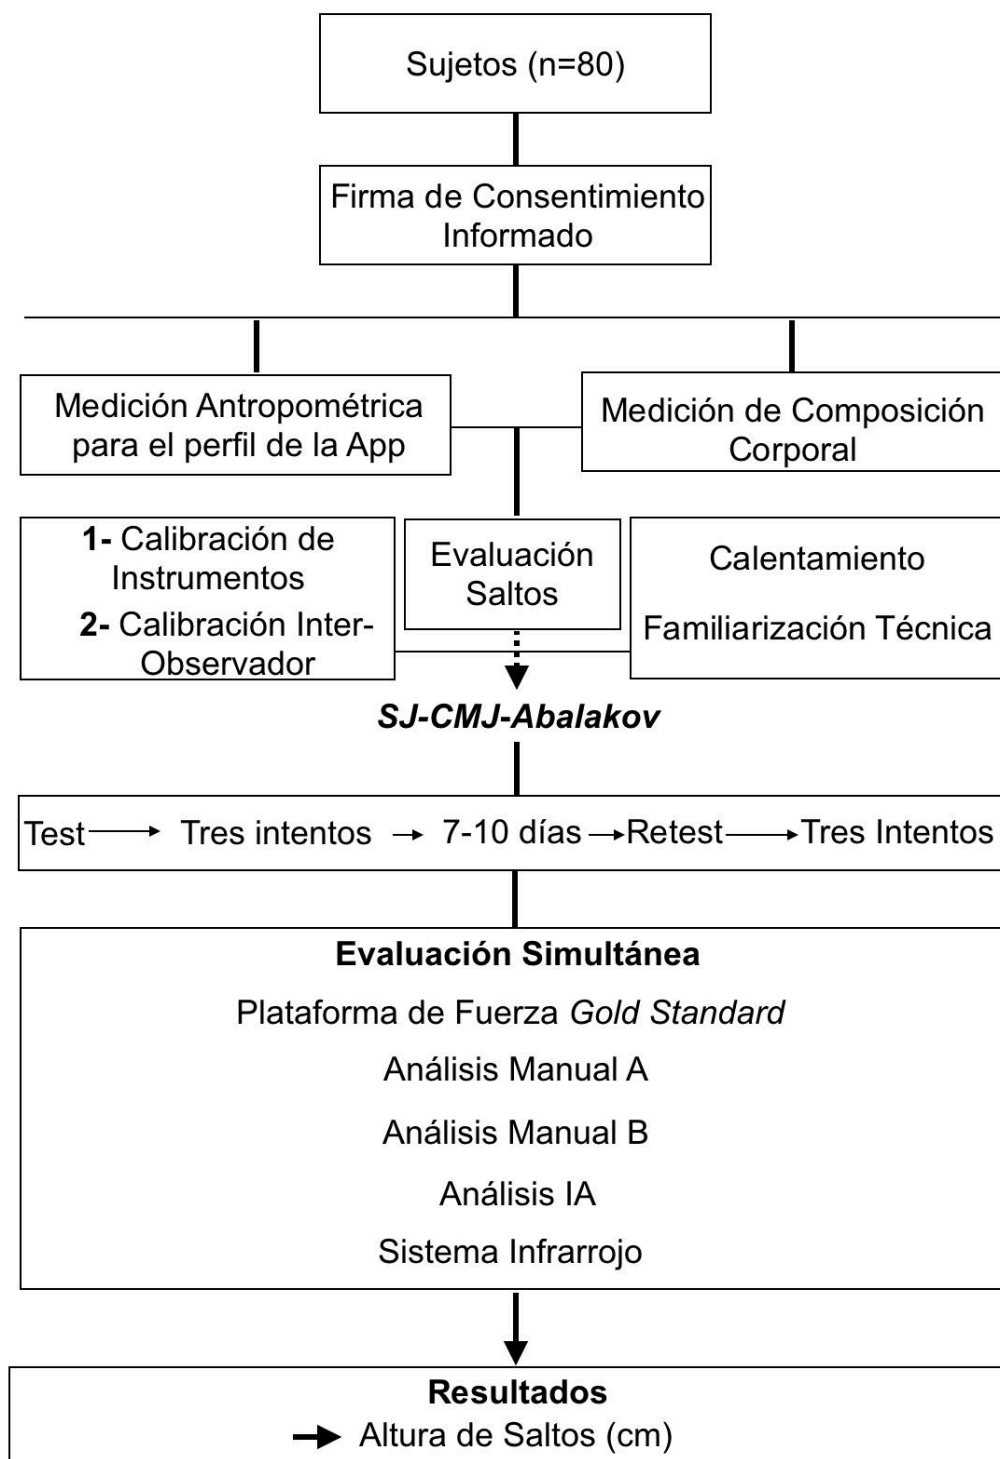 Sujetos (n=80)
Firma de Consentimiento
Informado
Medición Antropométrica
para el perfil de la App
Medición de Composición
Corporal
1- Calibración de
Instrumentos
2- Calibración Inter-
Observador
Evaluación
Saltos
Calentamiento
Familiarización Técnica
SJ-CMJ-Abalakov
Test Tres intentos 7-10 días Retest Tres Intentos
Evaluación Simultánea
Plataforma de Fuerza Gold Standard
Análisis Manual A
Análisis Manual B
Análisis IA
Sistema Infrarrojo
Resultados
Altura de Saltos (cm)